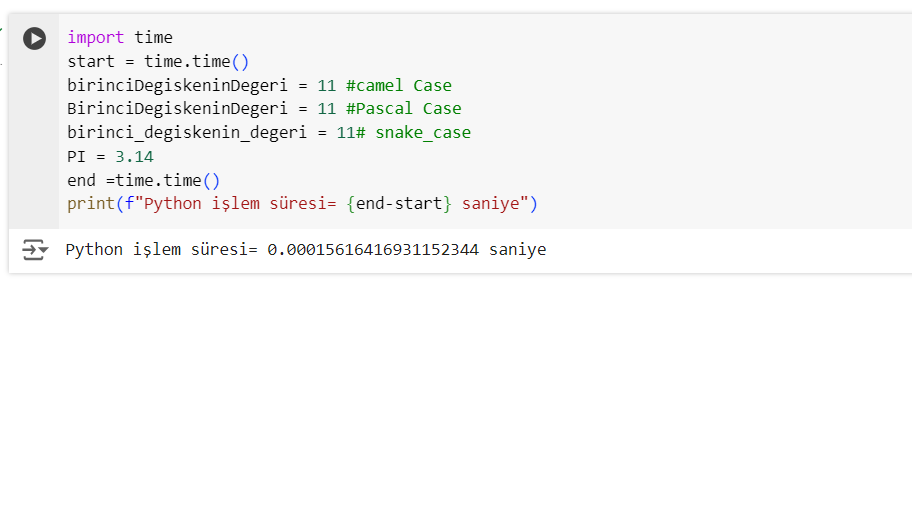 import time
start = time.time()
birinciDegiskeninDegeri = 11 #camel Case
BirinciDegiskeninDegeri = 11 #Pascal Case
birinci_degiskenin_degeri = 11# snake_case
PI = 3.14
end =time.time()
print(f"Python işlem süresi= {end-start} saniye")
Python işlem süresi= 0.00015616416931152344 saniye